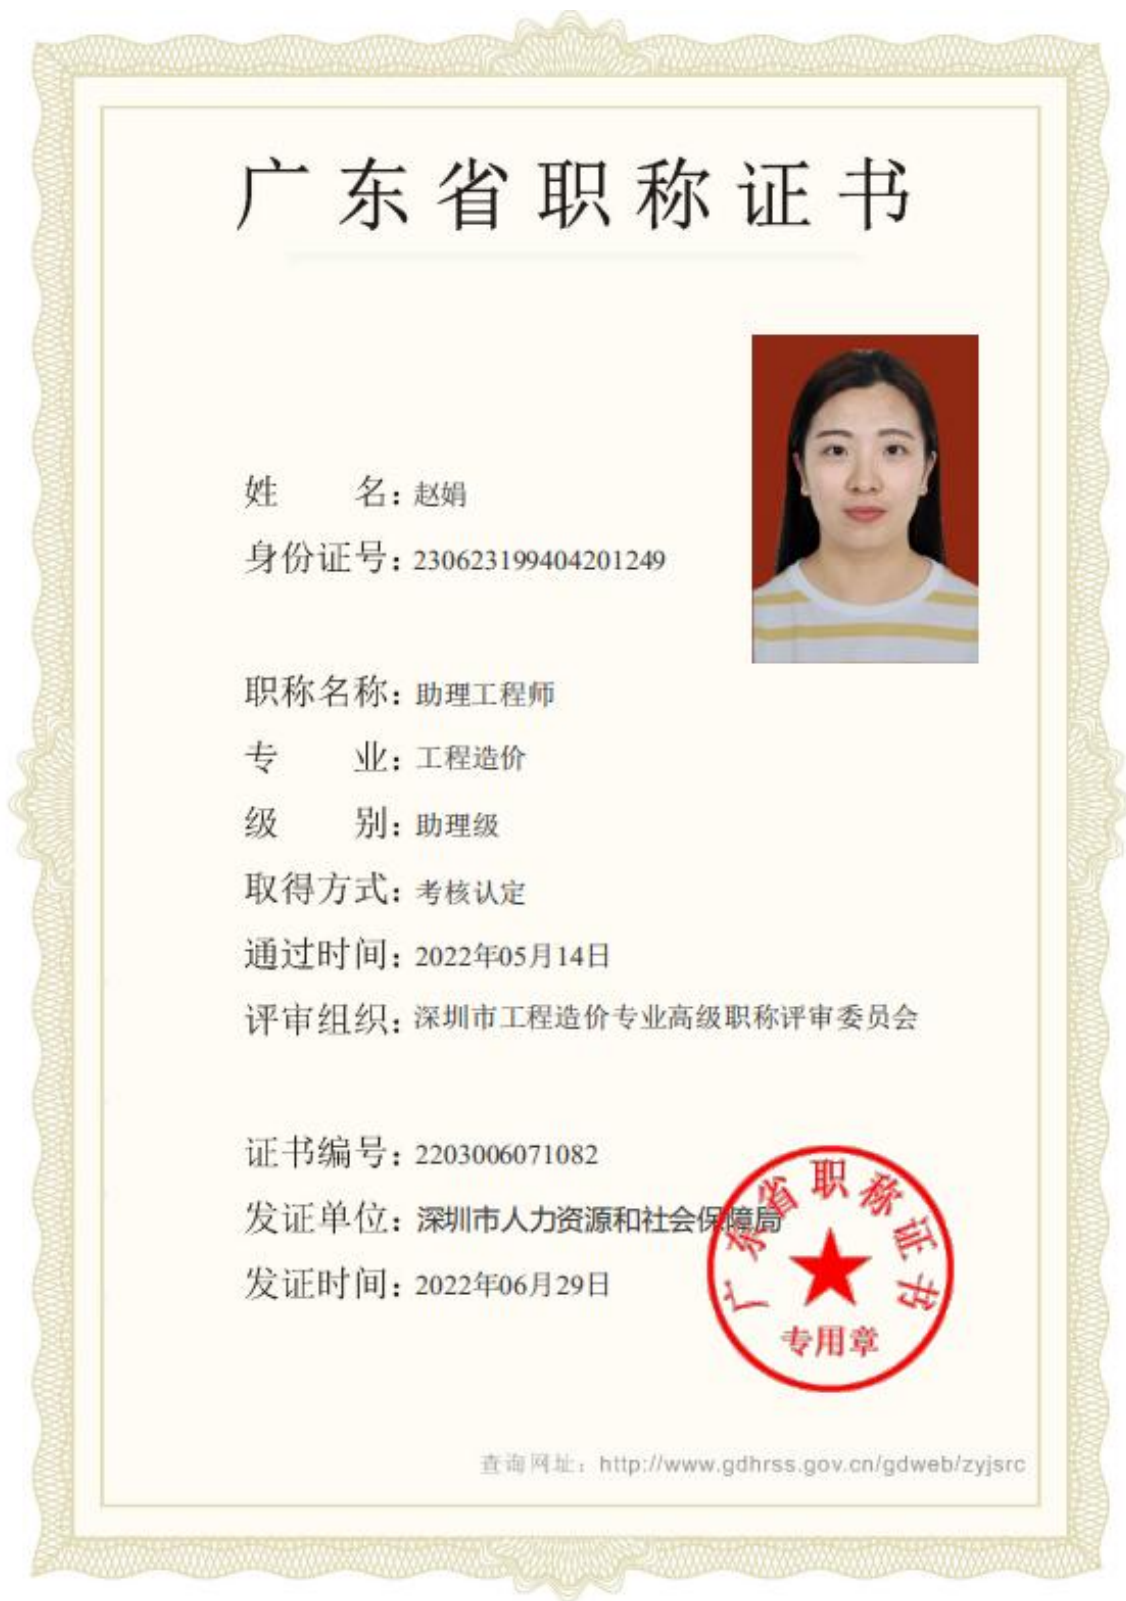 广东省职称证书
姓 名：赵娟
身份证号：230623199404201249
职称名称：助理工程师
专 业：工程造价
级 别：助理级
取得方式：考核认定
通过时间：2022年05月14日
评审组织：深圳市工程造价专业高级职称评审委员会
证书编号：2203006071082
发证单位：深圳市人力资源和社会保障局
发证时间：2022年06月29日
广东省职称证书
专用章
查询网址：http://www.gdhrss.gov.cn/gdweb/zyjsrc